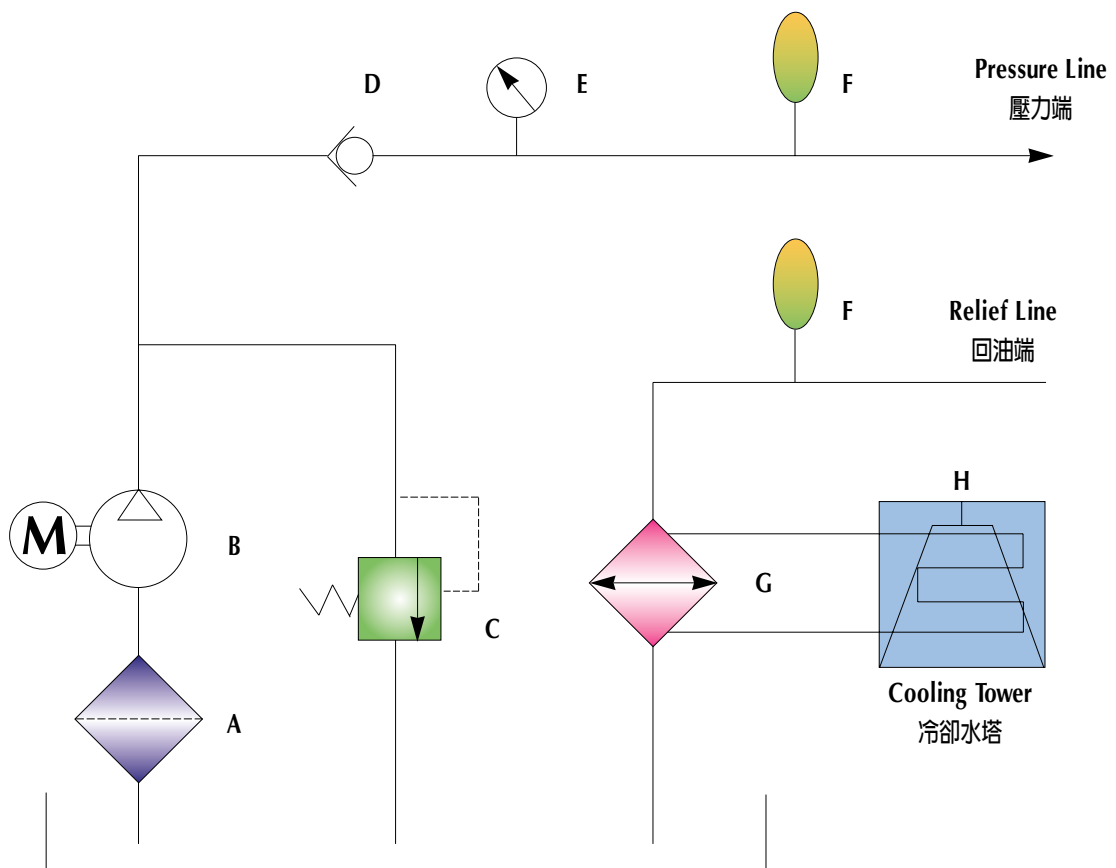 D
E
F
Pressure Line
壓力端
F
Relief Line
回油端
H
M
B
G
C
A
Cooling Tower
冷卻水塔